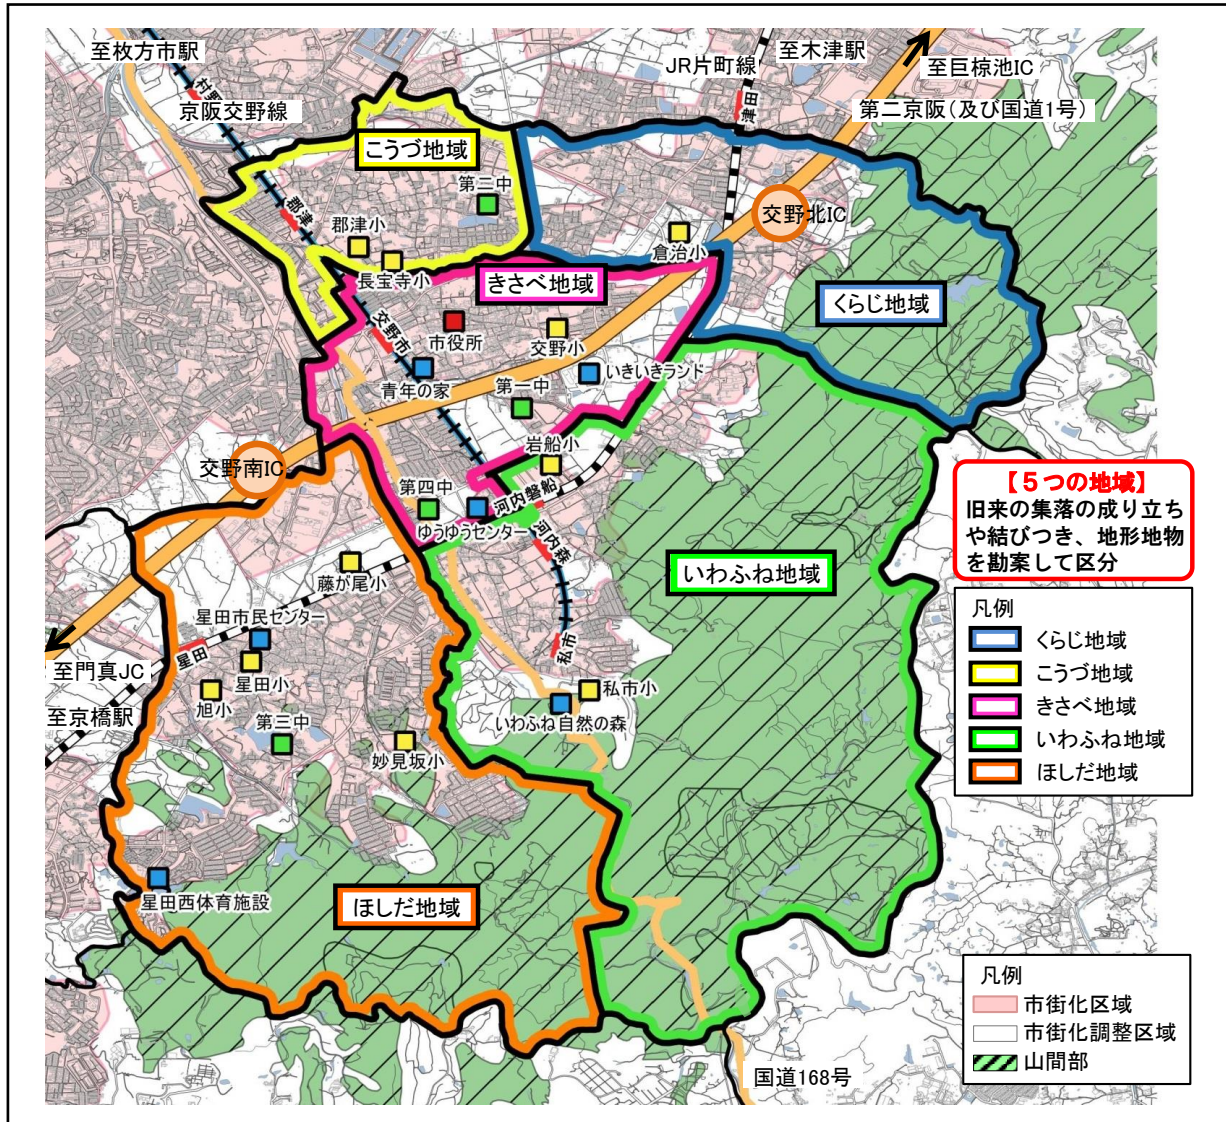 至枚方市駅
京阪交野線
村野
JR片町線
至木津駅
至巨椋池IC
第二京阪(及び国道1号)
津田
こうづ地域
第二中
郡津
郡津小
長宝寺小
きさべ地域
倉治小
交野北IC
くらじ地域
交野市
市役所
交野小
青年の家
いきいきランド
第一中
岩船小
交野南IC
第四中
ゆうゆうセンター
河内磐船
河内森
藤が尾小
星田市民センター
星田
星田小
至門真JC
旭小
至京橋駅
第三中
妙見坂小
私市
私市小
いわふね自然の森
いわふね地域
星田西体育施設
ほしだ地域
国道168号
【5つの地域】
旧来の集落の成り立ち
や結びつき、地形地物
を勘案して区分
凡例
くらじ地域
こうづ地域
きさべ地域
いわふね地域
ほしだ地域
凡例
市街化区域
市街化調整区域
山間部